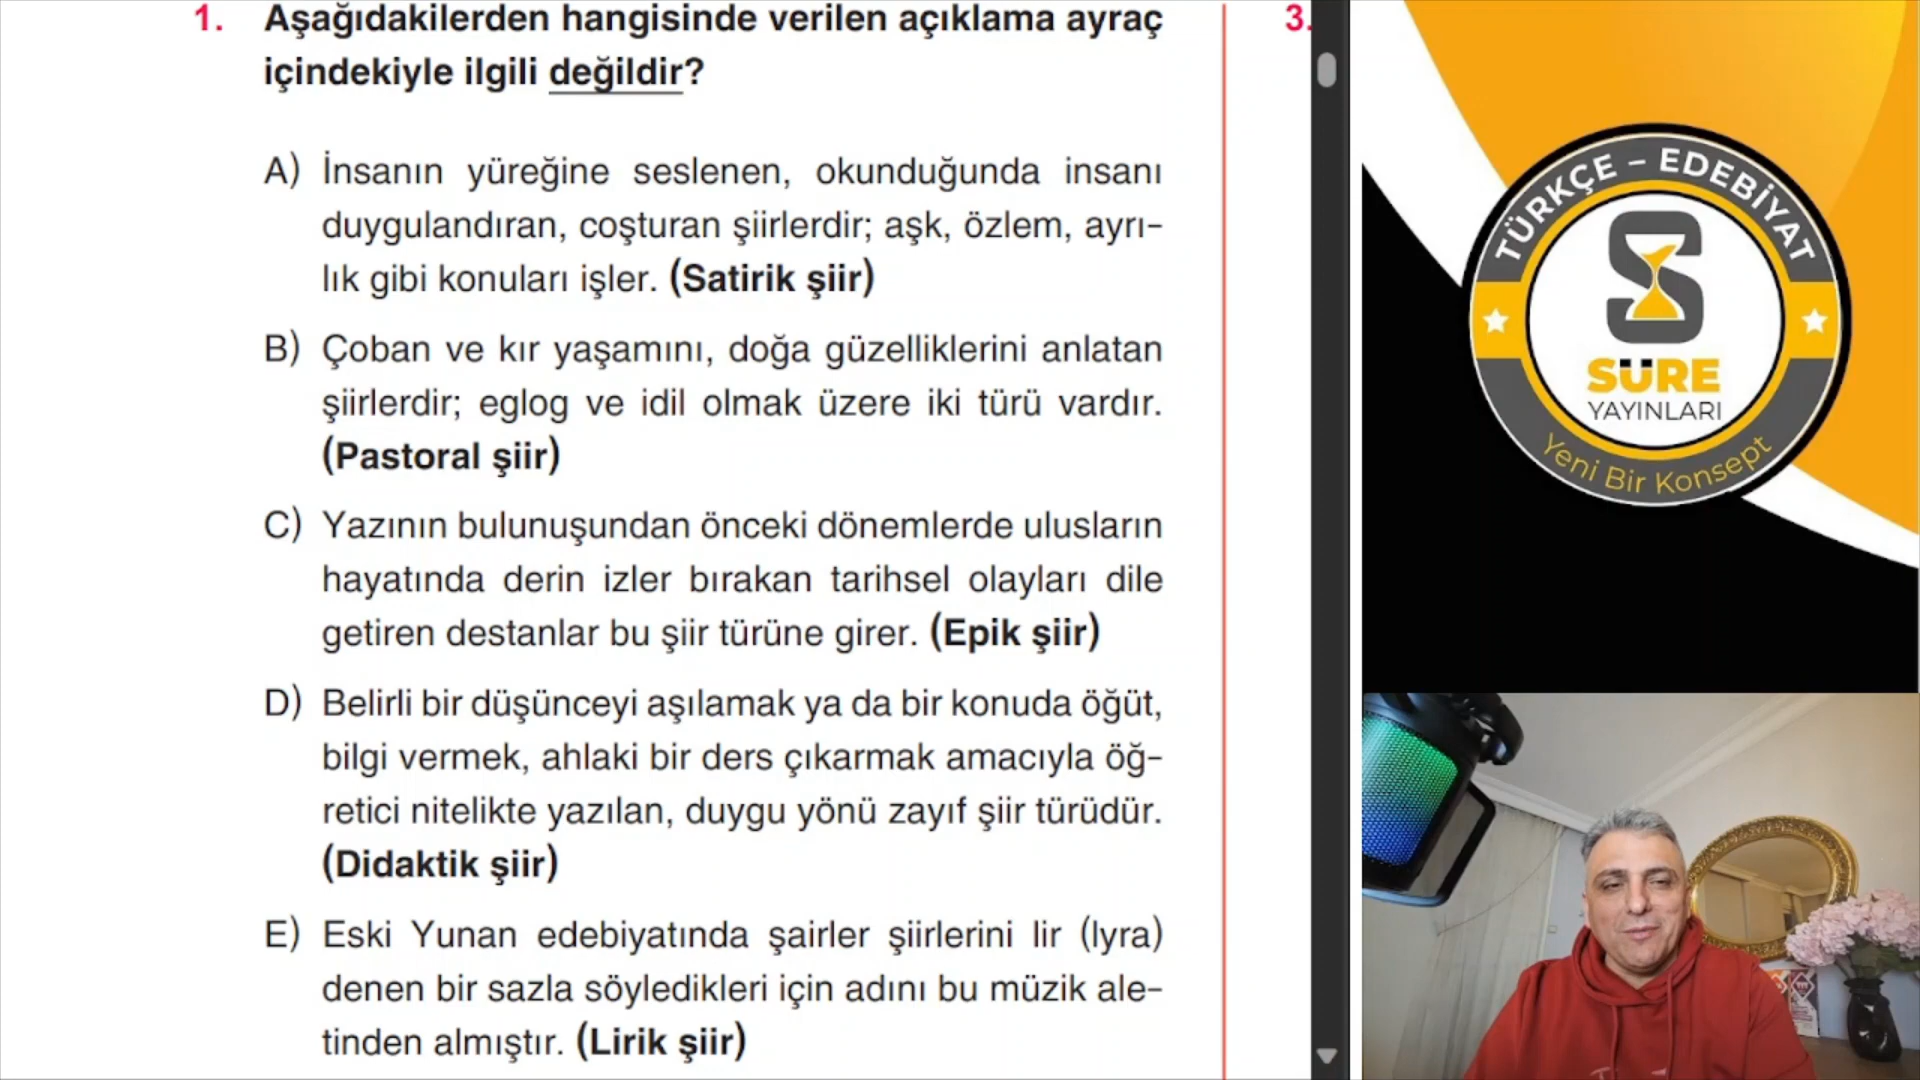 1. Aşağıdakilerden hangisinde verilen açıklama ayraç
içindekiyle ilgili değildir?
A) İnsanın yüreğine seslenen, okunduğunda insanı
duygulandıran, coşturan şiirlerdir; aşk, özlem, ayrı-
lık gibi konuları işler. (Satirik şiir)
B) Çoban ve kır yaşamını, doğa güzelliklerini anlatan
şiirlerdir; eglog ve idil olmak üzere iki türü vardır.
(Pastoral şiir)
C) Yazının bulunuşundan önceki dönemlerde ulusların
hayatında derin izler bırakan tarihsel olayları dile
getiren destanlar bu şiir türüne girer. (Epik şiir)
D) Belirli bir düşünceyi aşılamak ya da bir konuda öğüt,
bilgi vermek, ahlaki bir ders çıkarmak amacıyla öğ-
retici nitelikte yazılan, duygu yönü zayıf şiir türüdür.
(Didaktik şiir)
E) Eski Yunan edebiyatında şairler şiirlerini lir (lyra)
denen bir sazla söyledikleri için adını bu müzik ale-
tinden almıştır. (Lirik şiir)
3.
TÜRKÇE – EDEBİYAT
SÜRE
YAYINLARI
Yeni Bir Konsept